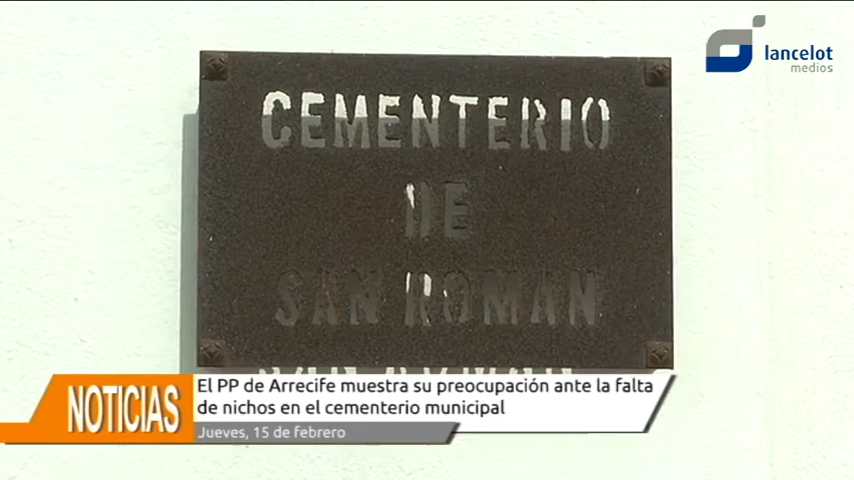 lancelot
medios
CEMENTERIO
DE
SAN ROMAN
NOTICIAS
El PP de Arrecife muestra su preocupación ante la falta
de nichos en el cementerio municipal
Jueves, 15 de febrero